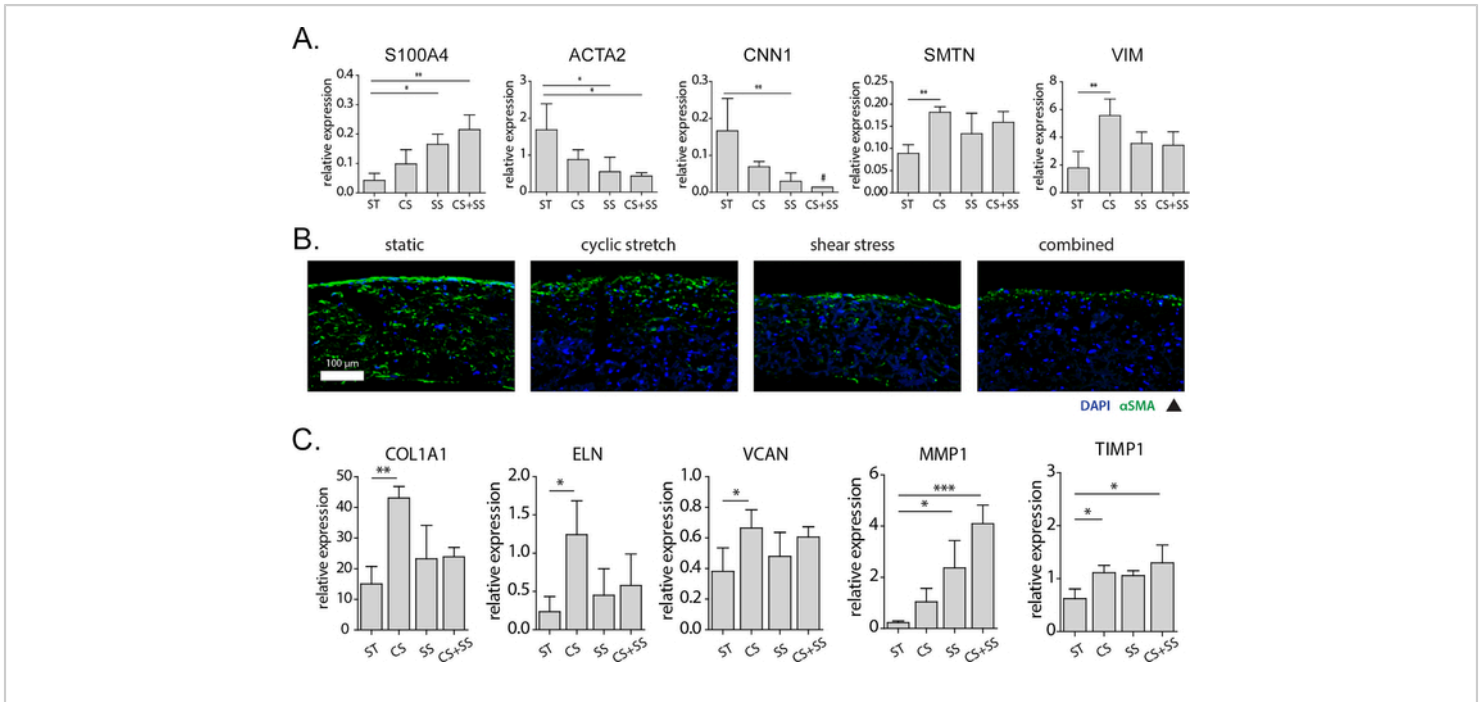 A.
S100A4
ACTA2
CNN1
SMTN
VIM
relative expression
0.4
0.3
0.2
0.1
0.0
**
*
ST CS SS CS+SS
relative expression
3
2
1
0
*
*
ST CS SS CS+SS
relative expression
0.3
0.2
0.1
0.0
**
#
ST CS SS CS+SS
relative expression
0.25
0.20
0.15
0.10
0.05
0.00
**
ST CS SS CS+SS
relative expression
8
6
4
2
0
**
ST CS SS CS+SS
B.
static
cyclic stretch
shear stress
combined
100 µm
DAPI αSMA
C.
COL1A1
ELN
VCAN
MMP1
TIMP1
relative expression
50
40
30
20
10
0
**
ST CS SS CS+SS
relative expression
2.0
1.5
1.0
0.5
0.0
*
ST CS SS CS+SS
relative expression
1.0
0.8
0.6
0.4
0.2
0.0
*
ST CS SS CS+SS
relative expression
6
4
2
0
***
*
ST CS SS CS+SS
relative expression
3
2
1
0
*
*
ST CS SS CS+SS